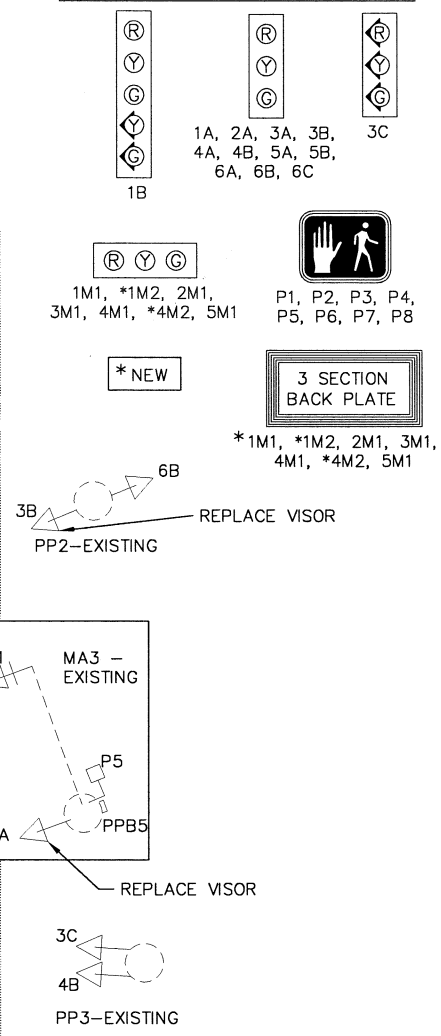 R
Y
G
Y
G
1B
R
Y
G
1A, 2A, 3A, 3B,
4A, 4B, 5A, 5B,
6A, 6B, 6C
R
Y
G
3C
R Y G
1M1, *1M2, 2M1,
3M1, 4M1, *4M2, 5M1
P1, P2, P3, P4,
P5, P6, P7, P8
* NEW
3 SECTION
BACK PLATE
* 1M1, *1M2, 2M1, 3M1,
4M1, *4M2, 5M1
6B
3B
REPLACE VISOR
PP2-EXISTING
MA3 -
EXISTING
P5
PPB5
A
REPLACE VISOR
3C
4B
PP3-EXISTING